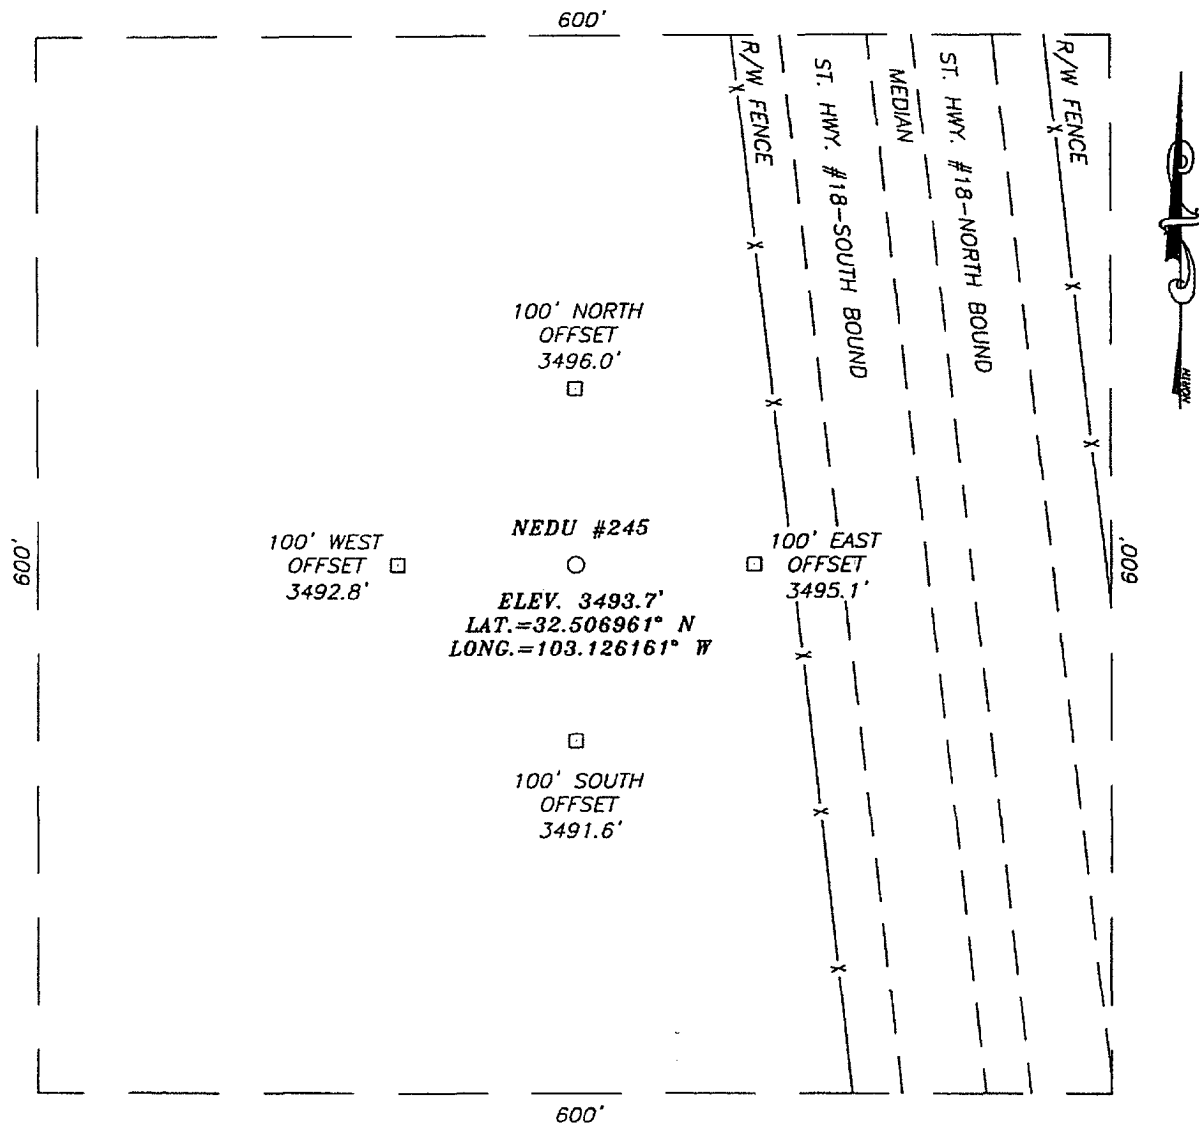 600'
R/W FENCE
ST. HWY. #18-SOUTH BOUND
MEDIAN
ST. HWY. #18-NORTH BOUND
R/W FENCE
NORTH
100' NORTH
OFFSET
3496.0'
600'
100' WEST
OFFSET
3492.8'
NEDU #245
ELEV. 3493.7'
LAT.=32.506961° N
LONG.=103.126161° W
100' EAST
OFFSET
3495.1'
600'
100' SOUTH
OFFSET
3491.6'
600'
X
X
X
X
X
X
X
X
X